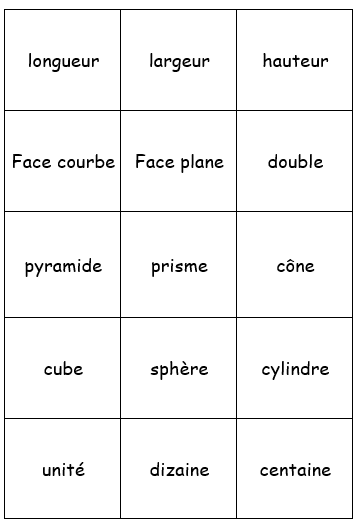 longueur largeur hauteur
Face courbe Face plane double
pyramide prisme cône
cube sphère cylindre
unité dizaine centaine